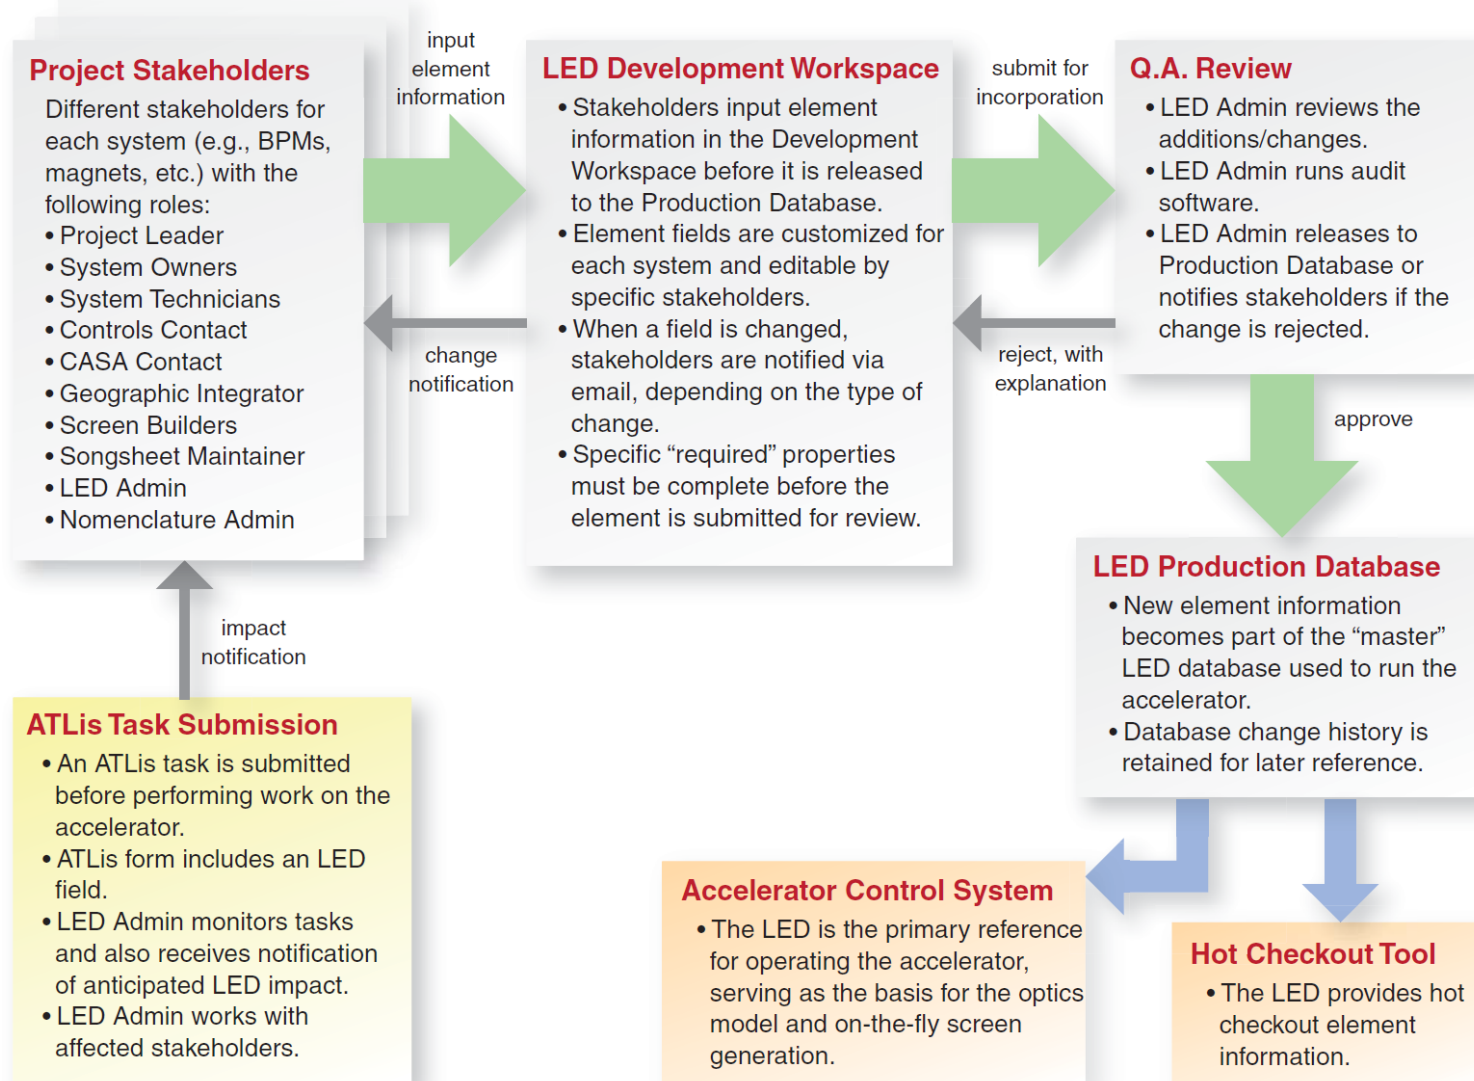 Project Stakeholders
Different stakeholders for
each system (e.g., BPMs,
magnets, etc.) with the
following roles:
• Project Leader
• System Owners
• System Technicians
• Controls Contact
• CASA Contact
• Geographic Integrator
• Screen Builders
• Songsheet Maintainer
• LED Admin
• Nomenclature Admin
input
element
information
change
notification
LED Development Workspace
• Stakeholders input element
information in the Development
Workspace before it is released
to the Production Database.
• Element fields are customized for
each system and editable by
specific stakeholders.
• When a field is changed,
stakeholders are notified via
email, depending on the type of
change.
• Specific “required” properties
must be complete before the
element is submitted for review.
submit for
incorporation
reject, with
explanation
Q.A. Review
• LED Admin reviews the
additions/changes.
• LED Admin runs audit
software.
• LED Admin releases to
Production Database or
notifies stakeholders if the
change is rejected.
approve
LED Production Database
• New element information
becomes part of the “master”
LED database used to run the
accelerator.
• Database change history is
retained for later reference.
impact
notification
ATLis Task Submission
• An ATLis task is submitted
before performing work on the
accelerator.
• ATLis form includes an LED
field.
• LED Admin monitors tasks
and also receives notification
of anticipated LED impact.
• LED Admin works with
affected stakeholders.
Accelerator Control System
• The LED is the primary reference
for operating the accelerator,
serving as the basis for the optics
model and on-the-fly screen
generation.
Hot Checkout Tool
• The LED provides hot
checkout element
information.